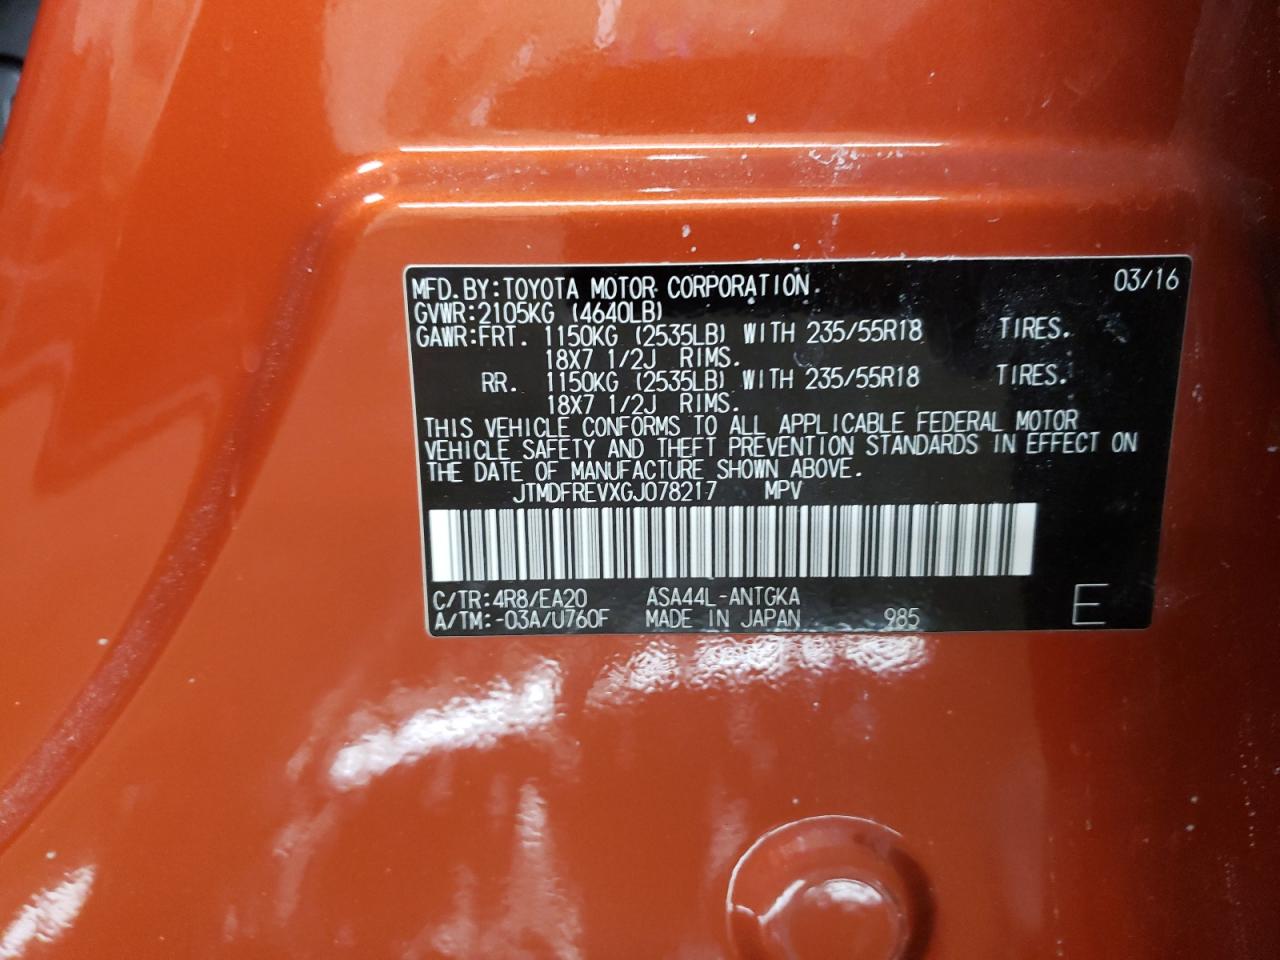 MFD.BY:TOYOTA MOTOR CORPORATION. 03/16
GVWR:2105KG (4640LB)
GAWR:FRT. 1150KG (2535LB) WITH 235/55R18 TIRES.
18X7 1/2J RIMS.
RR. 1150KG (2535LB) WITH 235/55R18 TIRES.
18X7 1/2J RIMS.
THIS VEHICLE CONFORMS TO ALL APPLICABLE FEDERAL MOTOR
VEHICLE SAFETY AND THEFT PREVENTION STANDARDS IN EFFECT ON
THE DATE OF MANUFACTURE SHOWN ABOVE.
JTMDFREVXGJ078217 MPV
C/TR:4R8/EA20 ASA44L-ANTGKA
A/TM:-03A/U760F MADE IN JAPAN 985 E